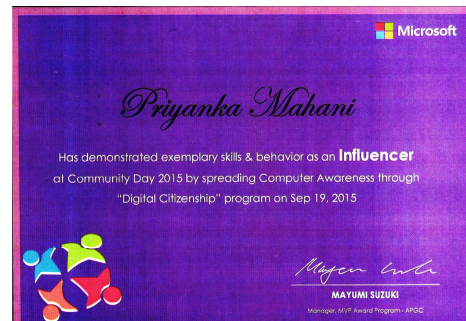 Microsoft
Priyanka Mahani
Has demonstrated exemplary skills & behavior as an Influencer
at Community Day 2015 by spreading Computer Awareness through
"Digital Citizenship" program on Sep 19, 2015
MAYUMI SUZUKI
Manager, MVP Award Program - APGC